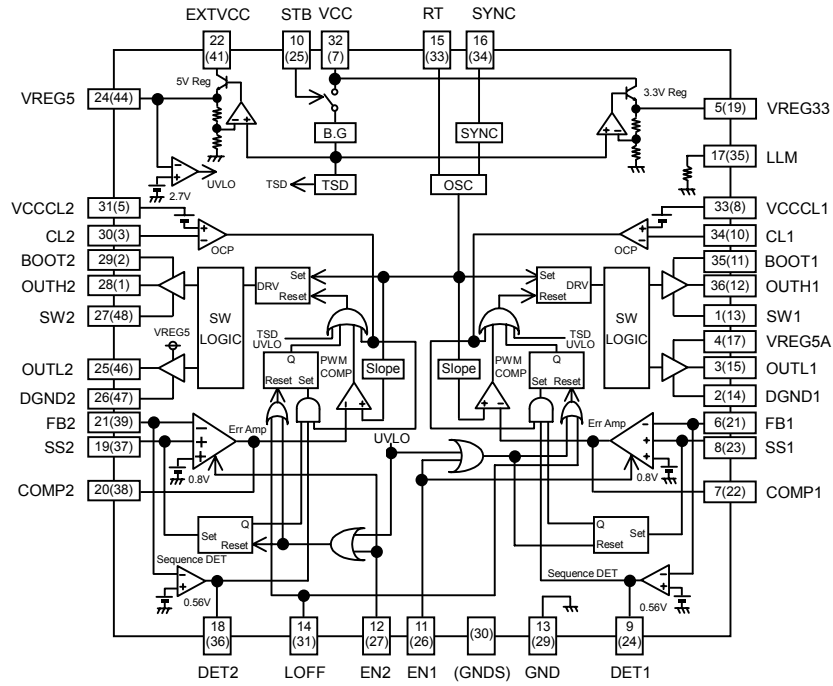 EXTVCC STB VCC RT SYNC
22 (41)
10 (25)
32 (7)
15 (33)
16 (34)
5V Reg
3.3V Reg
VREG5 24(44)
5(19) VREG33
B.G
SYNC
17(35) LLM
TSD TSD OSC
UVLO
2.7V
VCCCL2 31(5)
33(8) VCCCL1
CL2 30(3)
34(10) CL1
OCP
OCP
BOOT2 29(2)
35(11) BOOT1
OUTH2 28(1)
36(12) OUTH1
SW2 27(48)
1(13) SW1
SW LOGIC
DRV Set Reset
Set DRV Reset
SW LOGIC
VREG5
TSD UVLO
TSD UVLO
4(17) VREG5A
OUTL2 25(46)
3(15) OUTL1
DGND2 26(47)
2(14) DGND1
Q Reset Set
PWM COMP
Slope
Slope
PWM COMP
Q Set Reset
FB2 21(39)
6(21) FB1
SS2 19(37)
8(23) SS1
Err Amp
Err Amp
UVLO
0.8V
0.8V
COMP2 20(38)
7(22) COMP1
Q Set Reset
Q Set Reset
Sequence DET
Sequence DET
0.56V
0.56V
18 (36)
14 (31)
12 (27)
11 (26)
(30)
13 (29)
9 (24)
DET2 LOFF EN2 EN1 (GNDS) GND DET1